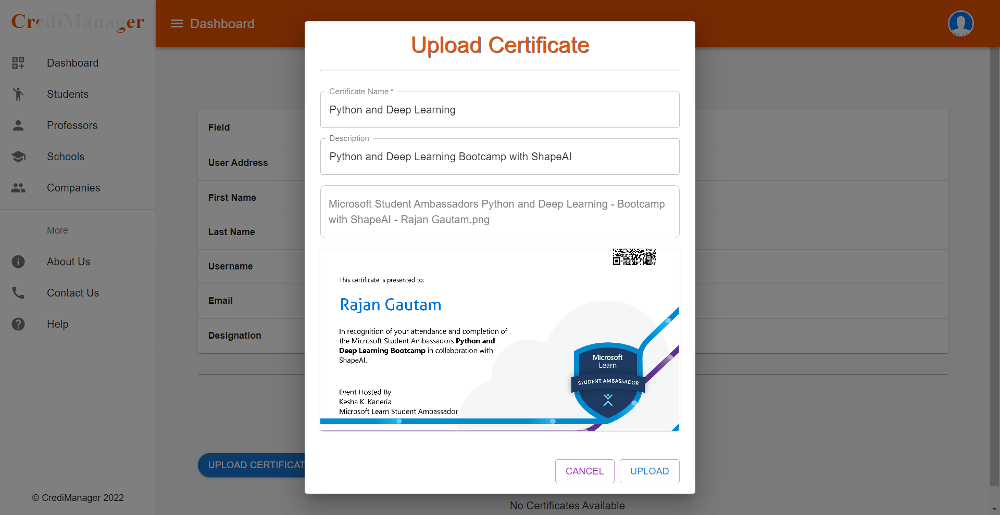 CrediManager
Dashboard
Dashboard
Students
Professors
Schools
Companies
More
About Us
Contact Us
Help
© CrediManager 2022
Field
User Address
First Name
Last Name
Username
Email
Designation
UPLOAD CERTIFICAT
No Certificates Available
Upload Certificate
Certificate Name *
Python and Deep Learning
Description
Python and Deep Learning Bootcamp with ShapeAI
Microsoft Student Ambassadors Python and Deep Learning - Bootcamp
with ShapeAI - Rajan Gautam.png
This certificate is presented to:
Rajan Gautam
In recognition of your attendance and completion of
the Microsoft Student Ambassadors Python and
Deep Learning Bootcamp in collaboration with
ShapeAI.
Event Hosted By
Kesha K. Kaneria
Microsoft Learn Student Ambassador
Microsoft
Learn
STUDENT AMBASSADOR
CANCEL
UPLOAD